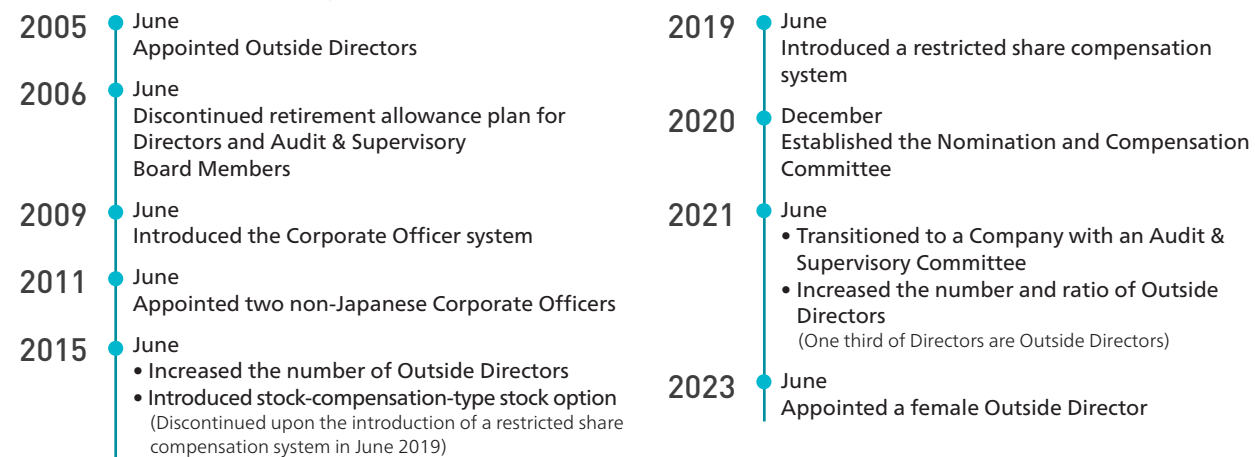 2005
June
Appointed Outside Directors
2006
June
Discontinued retirement allowance plan for
Directors and Audit & Supervisory
Board Members
2009
June
Introduced the Corporate Officer system
2011
June
Appointed two non-Japanese Corporate Officers
2015
June
• Increased the number of Outside Directors
• Introduced stock-compensation-type stock option
(Discontinued upon the introduction of a restricted share
compensation system in June 2019)
2019
June
Introduced a restricted share compensation
system
2020
December
Established the Nomination and Compensation
Committee
2021
June
• Transitioned to a Company with an Audit &
Supervisory Committee
• Increased the number and ratio of Outside
Directors
(One third of Directors are Outside Directors)
2023
June
Appointed a female Outside Director